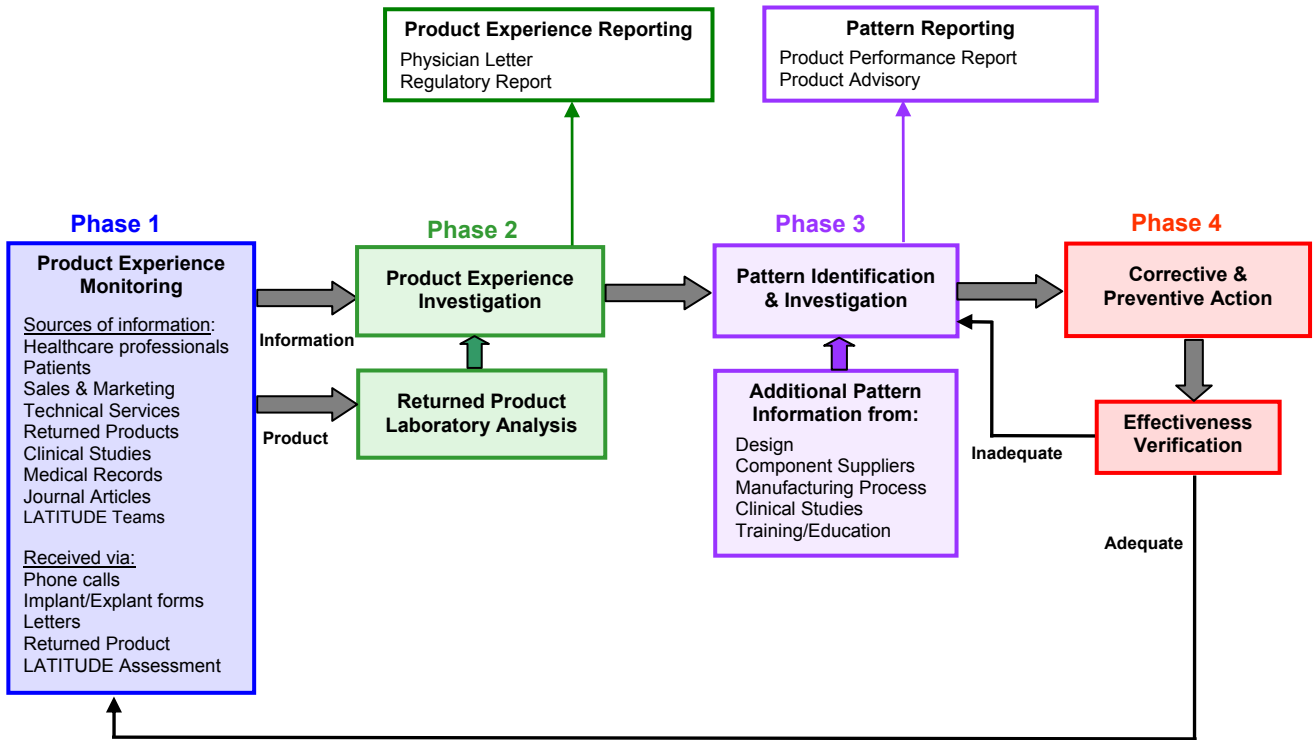 Product Experience Reporting
Physician Letter
Regulatory Report
Pattern Reporting
Product Performance Report
Product Advisory
Phase 1
Product Experience
Monitoring
Sources of information:
Healthcare professionals
Patients
Sales & Marketing
Technical Services
Returned Products
Clinical Studies
Medical Records
Journal Articles
LATITUDE Teams
Received via:
Phone calls
Implant/Explant forms
Letters
Returned Product
LATITUDE Assessment
Information
Product
Phase 2
Product Experience
Investigation
Returned Product
Laboratory Analysis
Phase 3
Pattern Identification
& Investigation
Additional Pattern
Information from:
Design
Component Suppliers
Manufacturing Process
Clinical Studies
Training/Education
Phase 4
Corrective &
Preventive Action
Effectiveness
Verification
Inadequate
Adequate